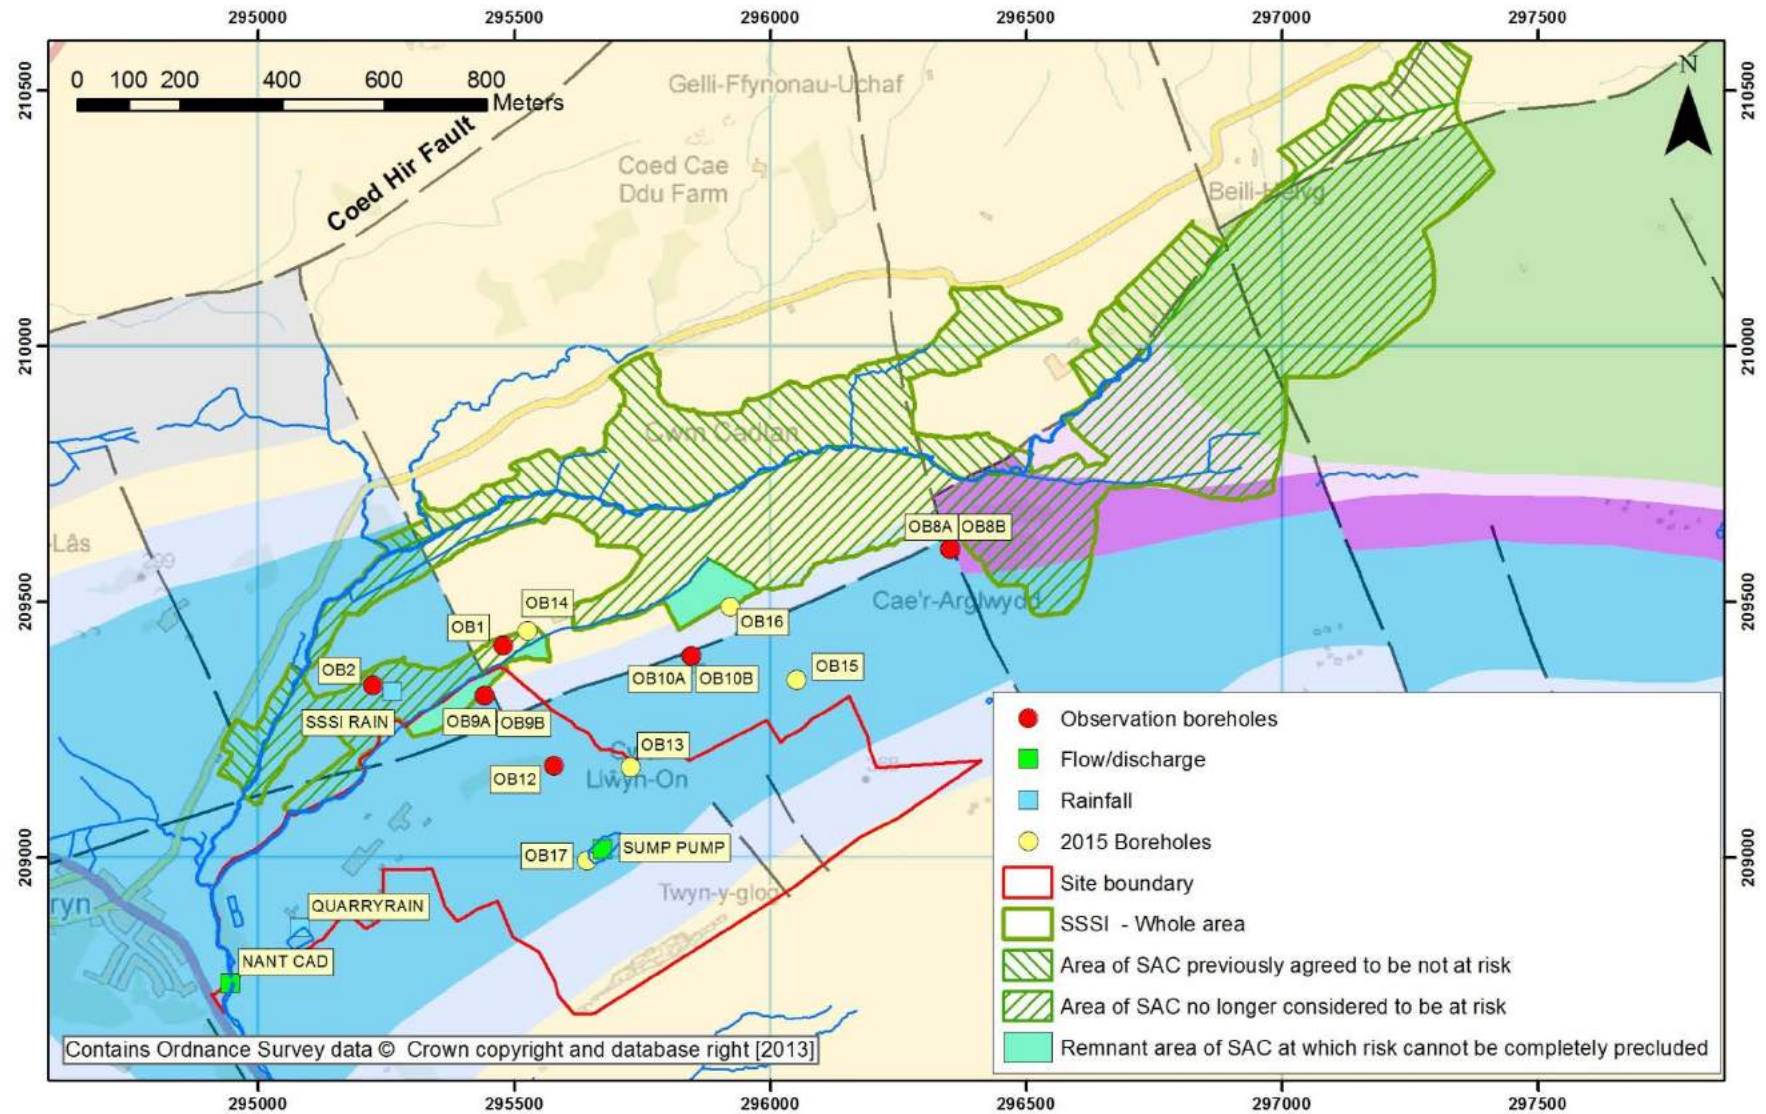 295000 295500 296000 296500 297000 297500
210500
210000
209500
209000
210500
210000
209500
209000
0 100 200 400 600 800
Meters
N
Coed Hir Fault
Gelli-Ffynonau-Uchaf
Coed Cae
Ddu Farm
Cwm Cadlan
-Lâs
299
OB8A OB8B
Cae'r-Arglwydd
OB14
OB1
OB16
OB2
OB15
OB10A OB10B
SSSI RAIN
OB9A OB9B
OB13
OB12
Llŵyn-On
OB17
SUMP PUMP
Twyn-y-glog
QUARRYRAIN
ryn
NANT CAD
Observation boreholes
Flow/discharge
Rainfall
2015 Boreholes
Site boundary
SSSI - Whole area
Area of SAC previously agreed to be not at risk
Area of SAC no longer considered to be at risk
Remnant area of SAC at which risk cannot be completely precluded
Contains Ordnance Survey data © Crown copyright and database right [2013]
295000 295500 296000 296500 297000 297500